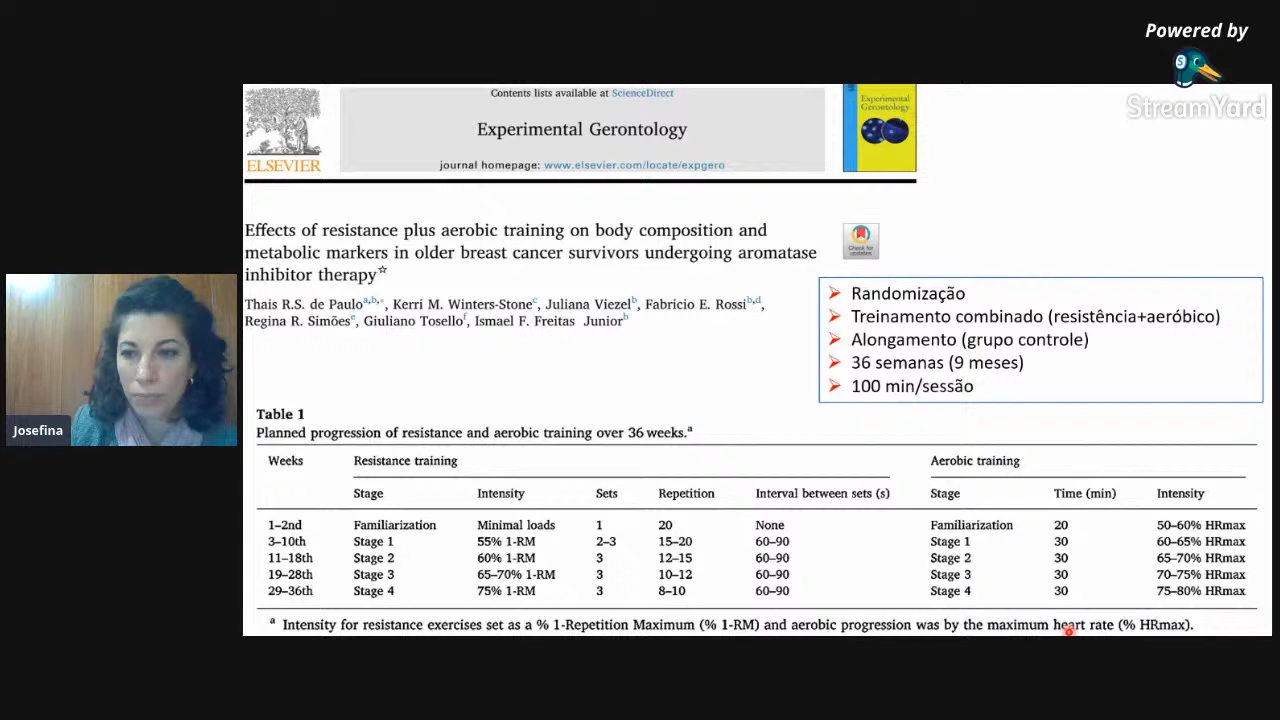 Powered by
StreamYard
Contents lists available at ScienceDirect
Experimental Gerontology
journal homepage: www.elsevier.com/locate/expgero
ELSEVIER
Experimental
Gerontology
Effects of resistance plus aerobic training on body composition and
metabolic markers in older breast cancer survivors undergoing aromatase
inhibitor therapy☆
Check for
updates
Thais R.S. de Paulo a,b,*, Kerri M. Winters-Stone c, Juliana Viezel b, Fabricio E. Rossi b,d,
Regina R. Simões e, Giuliano Tosello f, Ismael F. Freitas Junior b
➢ Randomização
➢ Treinamento combinado (resistência+aeróbico)
➢ Alongamento (grupo controle)
➢ 36 semanas (9 meses)
➢ 100 min/sessão
Josefina
Table 1
Planned progression of resistance and aerobic training over 36 weeks.a
Weeks Resistance training Aerobic training
Stage Intensity Sets Repetition Interval between sets (s) Stage Time (min) Intensity
1–2nd Familiarization Minimal loads 1 20 None Familiarization 20 50–60% HRmax
3–10th Stage 1 55% 1-RM 2–3 15–20 60–90 Stage 1 30 60–65% HRmax
11–18th Stage 2 60% 1-RM 3 12–15 60–90 Stage 2 30 65–70% HRmax
19–28th Stage 3 65–70% 1-RM 3 10–12 60–90 Stage 3 30 70–75% HRmax
29–36th Stage 4 75% 1-RM 3 8–10 60–90 Stage 4 30 75–80% HRmax
a Intensity for resistance exercises set as a % 1-Repetition Maximum (% 1-RM) and aerobic progression was by the maximum heart rate (% HRmax).